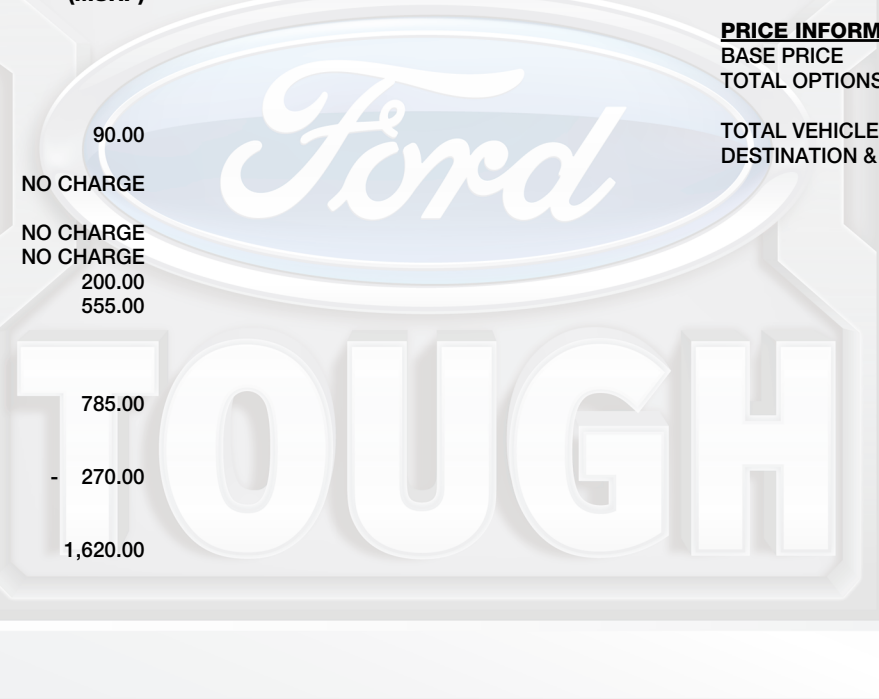 (MSRP)
90.00
NO CHARGE
NO CHARGE
NO CHARGE
200.00
555.00
785.00
- 270.00
1,620.00
PRICE INFORM
BASE PRICE
TOTAL OPTIONS
TOTAL VEHICLE
DESTINATION &
Ford
TOUGH